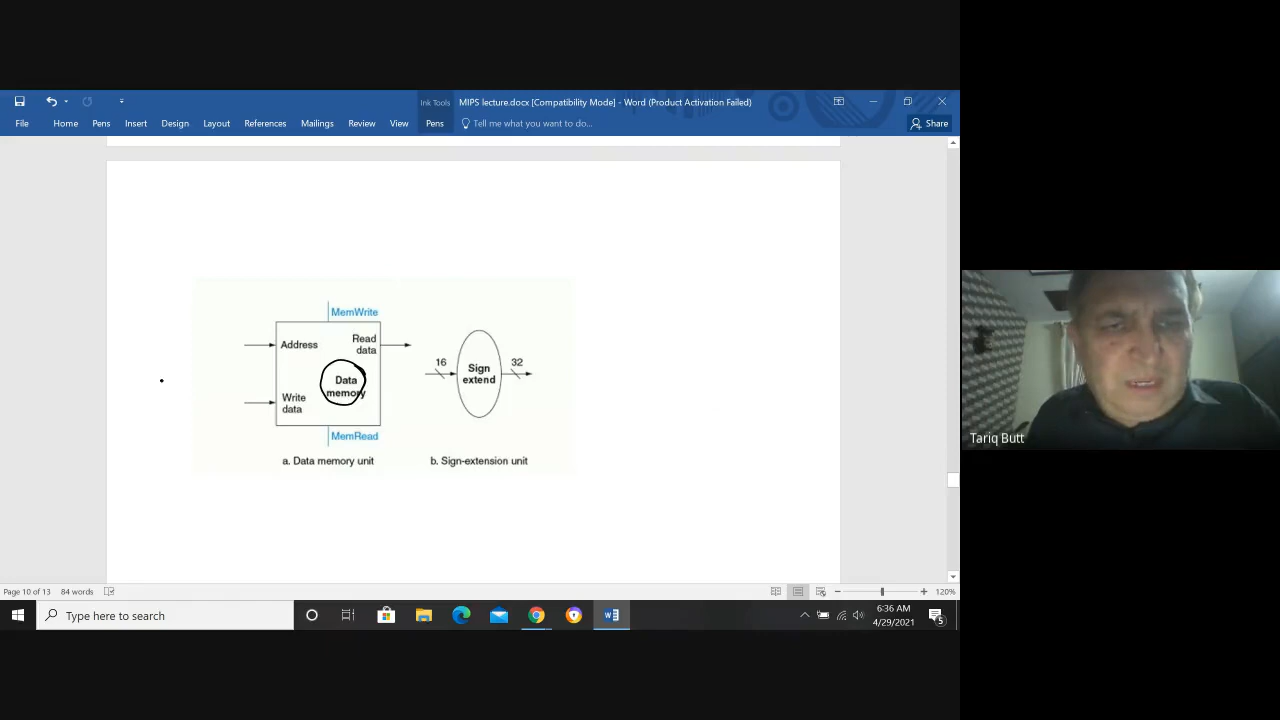 Ink Tools
MIPS lecture.docx [Compatibility Mode] - Word (Product Activation Failed)
File Home Pens Insert Design Layout References Mailings Review View Pens Tell me what you want to do... Share
MemWrite
Address
Read
data
Data
memory
Write
data
MemRead
16
Sign
extend
32
a. Data memory unit
b. Sign-extension unit
Tariq Butt
Page 10 of 13 84 words
120%
Type here to search
6:36 AM
4/29/2021
5